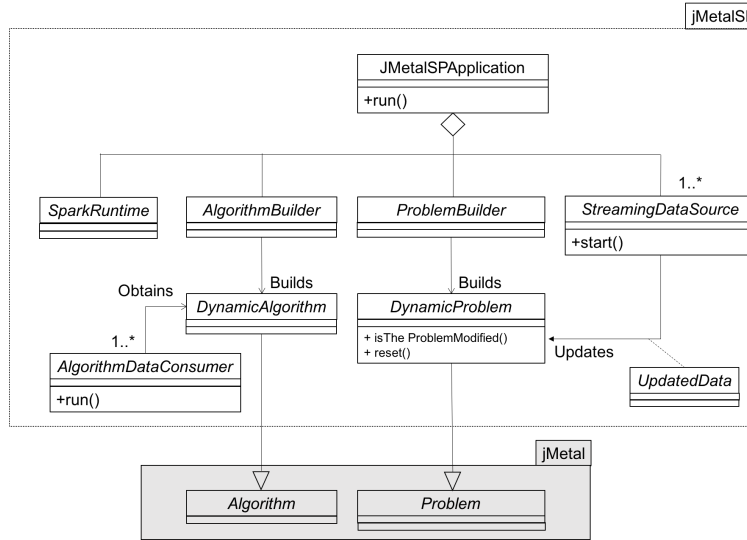 jMetalSP
JMetalSPApplication
+run()
1..*
SparkRuntime
AlgorithmBuilder
ProblemBuilder
StreamingDataSource
+start()
Obtains
Builds
Builds
DynamicAlgorithm
DynamicProblem
+ isThe ProblemModified()
+ reset()
1..*
Updates
AlgorithmDataConsumer
+run()
UpdatedData
jMetal
Algorithm
Problem